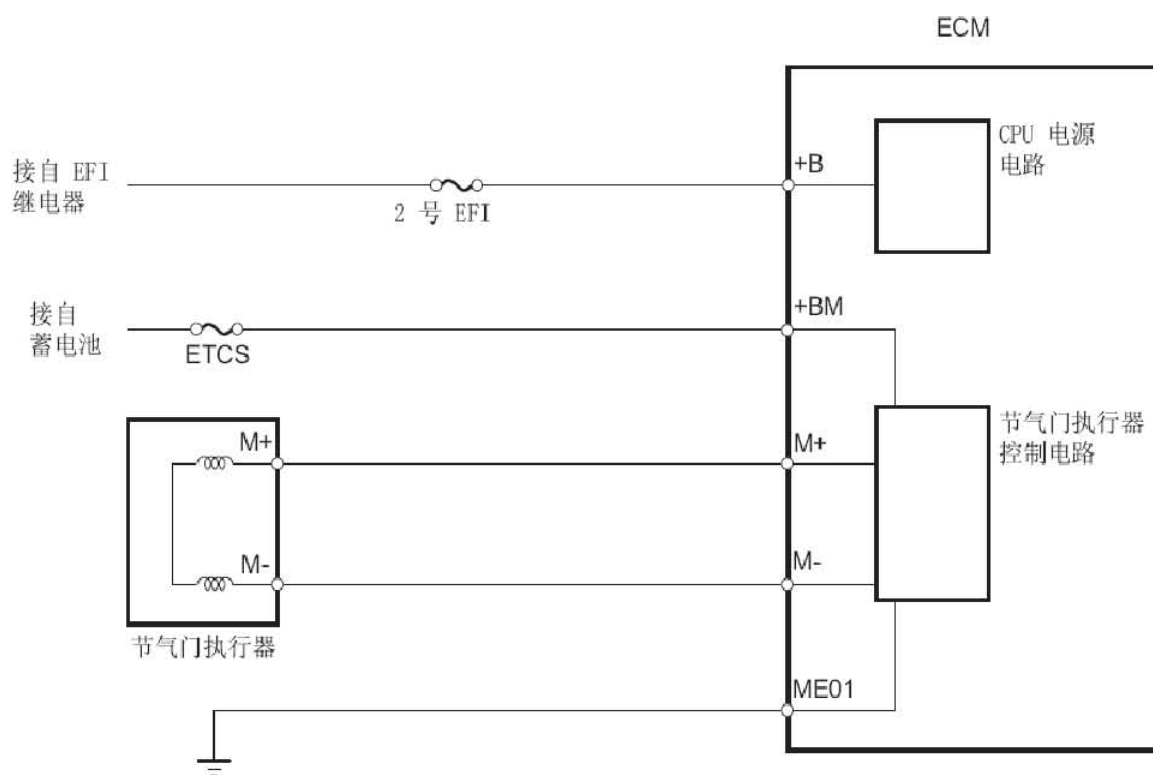 ECM
CPU 电源
电路
+B
接自 EFI
继电器
2 号 EFI
+BM
接自
蓄电池
ETCS
M+
M+
节气门执行器
控制电路
M-
M-
节气门执行器
ME01